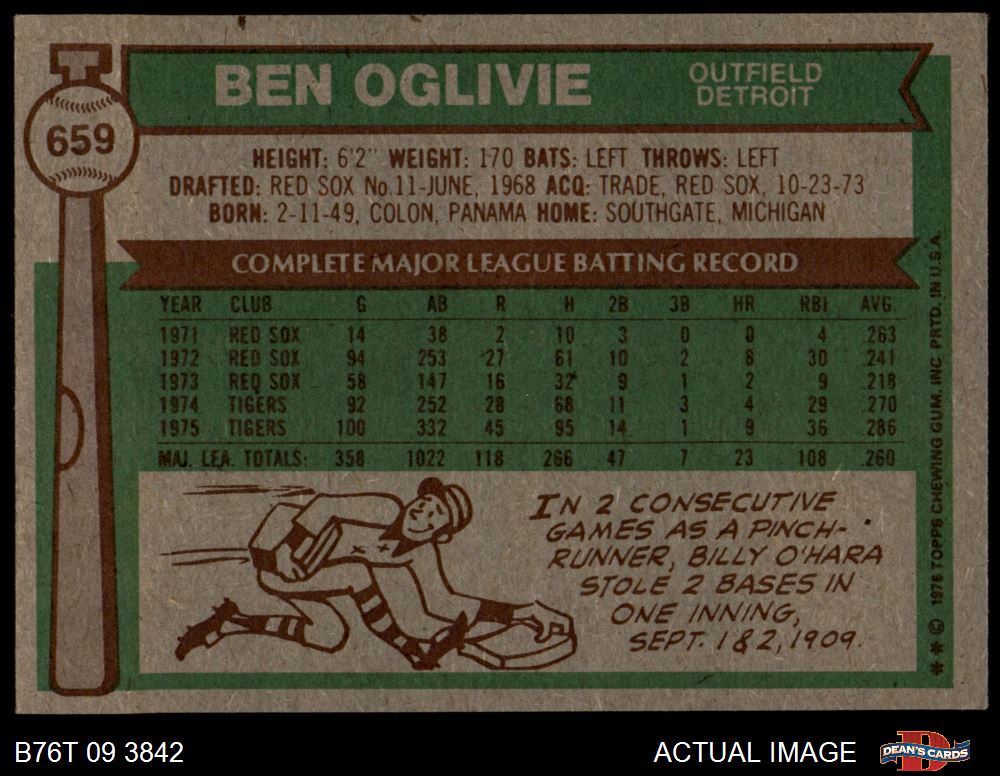 BEN OGLIVIE
OUTFIELD
DETROIT
659
HEIGHT: 6'2" WEIGHT: 170 BATS: LEFT THROWS: LEFT
DRAFTED: RED SOX No. 11-JUNE, 1968 ACQ: TRADE, RED SOX, 10-23-73
BORN: 2-11-49, COLON, PANAMA HOME: SOUTHGATE, MICHIGAN
COMPLETE MAJOR LEAGUE BATTING RECORD
YEAR CLUB G AB R H 2B 3B HR RBI AVG.
1971 RED SOX 14 38 2 10 3 0 0 4 .263
1972 RED SOX 94 253 27 61 10 2 8 30 .241
1973 RED SOX 58 147 16 32 9 1 2 9 .218
1974 TIGERS 92 252 28 68 11 3 4 29 .270
1975 TIGERS 100 332 45 95 14 1 9 36 .286
MAJ. LEA. TOTALS: 358 1022 118 266 47 7 23 108 .260
IN 2 CONSECUTIVE
GAMES AS A PINCH-
RUNNER, BILLY O'HARA
STOLE 2 BASES IN
ONE INNING,
SEPT. 1 & 2, 1909.
** © 1976 TOPPS CHEWING GUM, INC. PRTD. IN U.S.A.
B76T 09 3842
ACTUAL IMAGE
DEAN'S CARDS